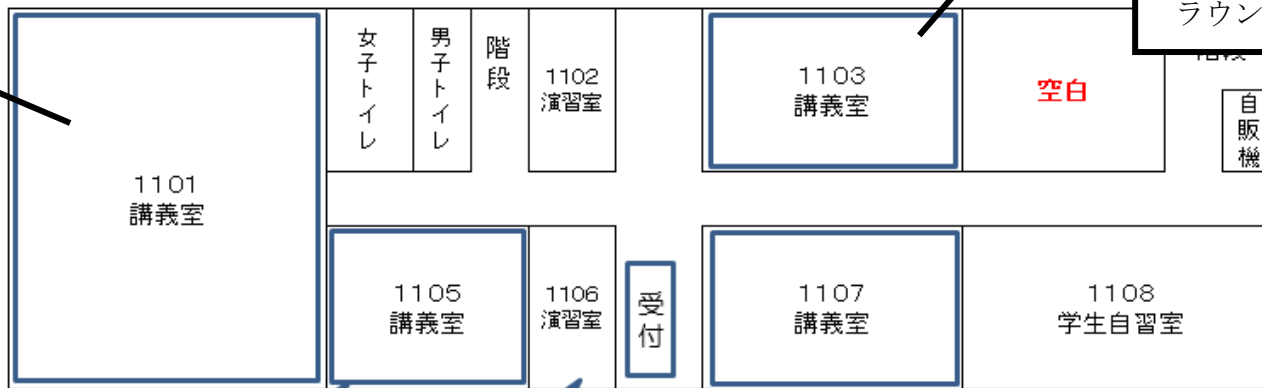 ラウン
女子トイレ
男子トイレ
階段
1102
演習室
1103
講義室
空白
自販機
1101
講義室
1105
講義室
1106
演習室
受付
1107
講義室
1108
学生自習室